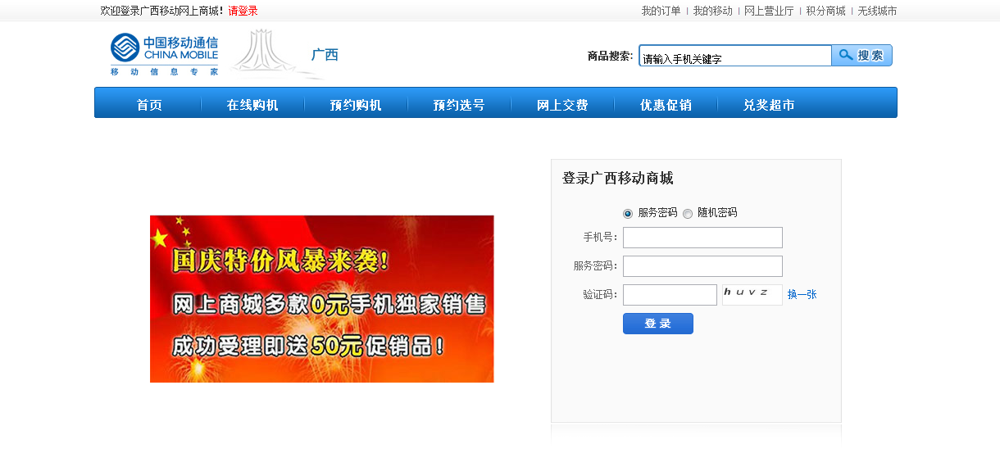 欢迎登录广西移动网上商城！请登录
我的订单 | 我的移动 | 网上营业厅 | 积分商城 | 无线城市
中国移动通信
CHINA MOBILE
移动信息专家
广西
商品搜索:
请输入手机关键字
搜索
首页 在线购机 预约购机 预约选号 网上交费 优惠促销 兑奖超市
国庆特价风暴来袭!
网上商城多款0元手机独家销售
成功受理即送50元促销品!
登录广西移动商城
服务密码 随机密码
手机号：
服务密码：
验证码： huvz 换一张
登录